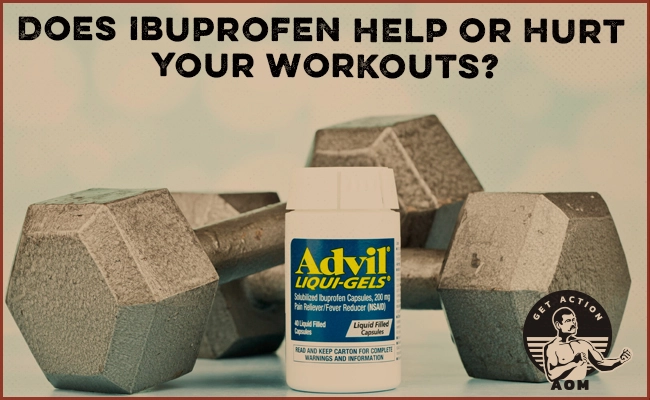 DOES IBUPROFEN HELP OR HURT
YOUR WORKOUTS?
Advil®
LIQUI-GELS®
Solubilized Ibuprofen Capsules, 200 mg
Pain Reliever/Fever Reducer (NSAID)
40 Liquid Filled
Capsules
Liquid Filled
Capsules
READ AND KEEP CARTON FOR COMPLETE
WARNINGS AND INFORMATION
GET ACTION
AOM